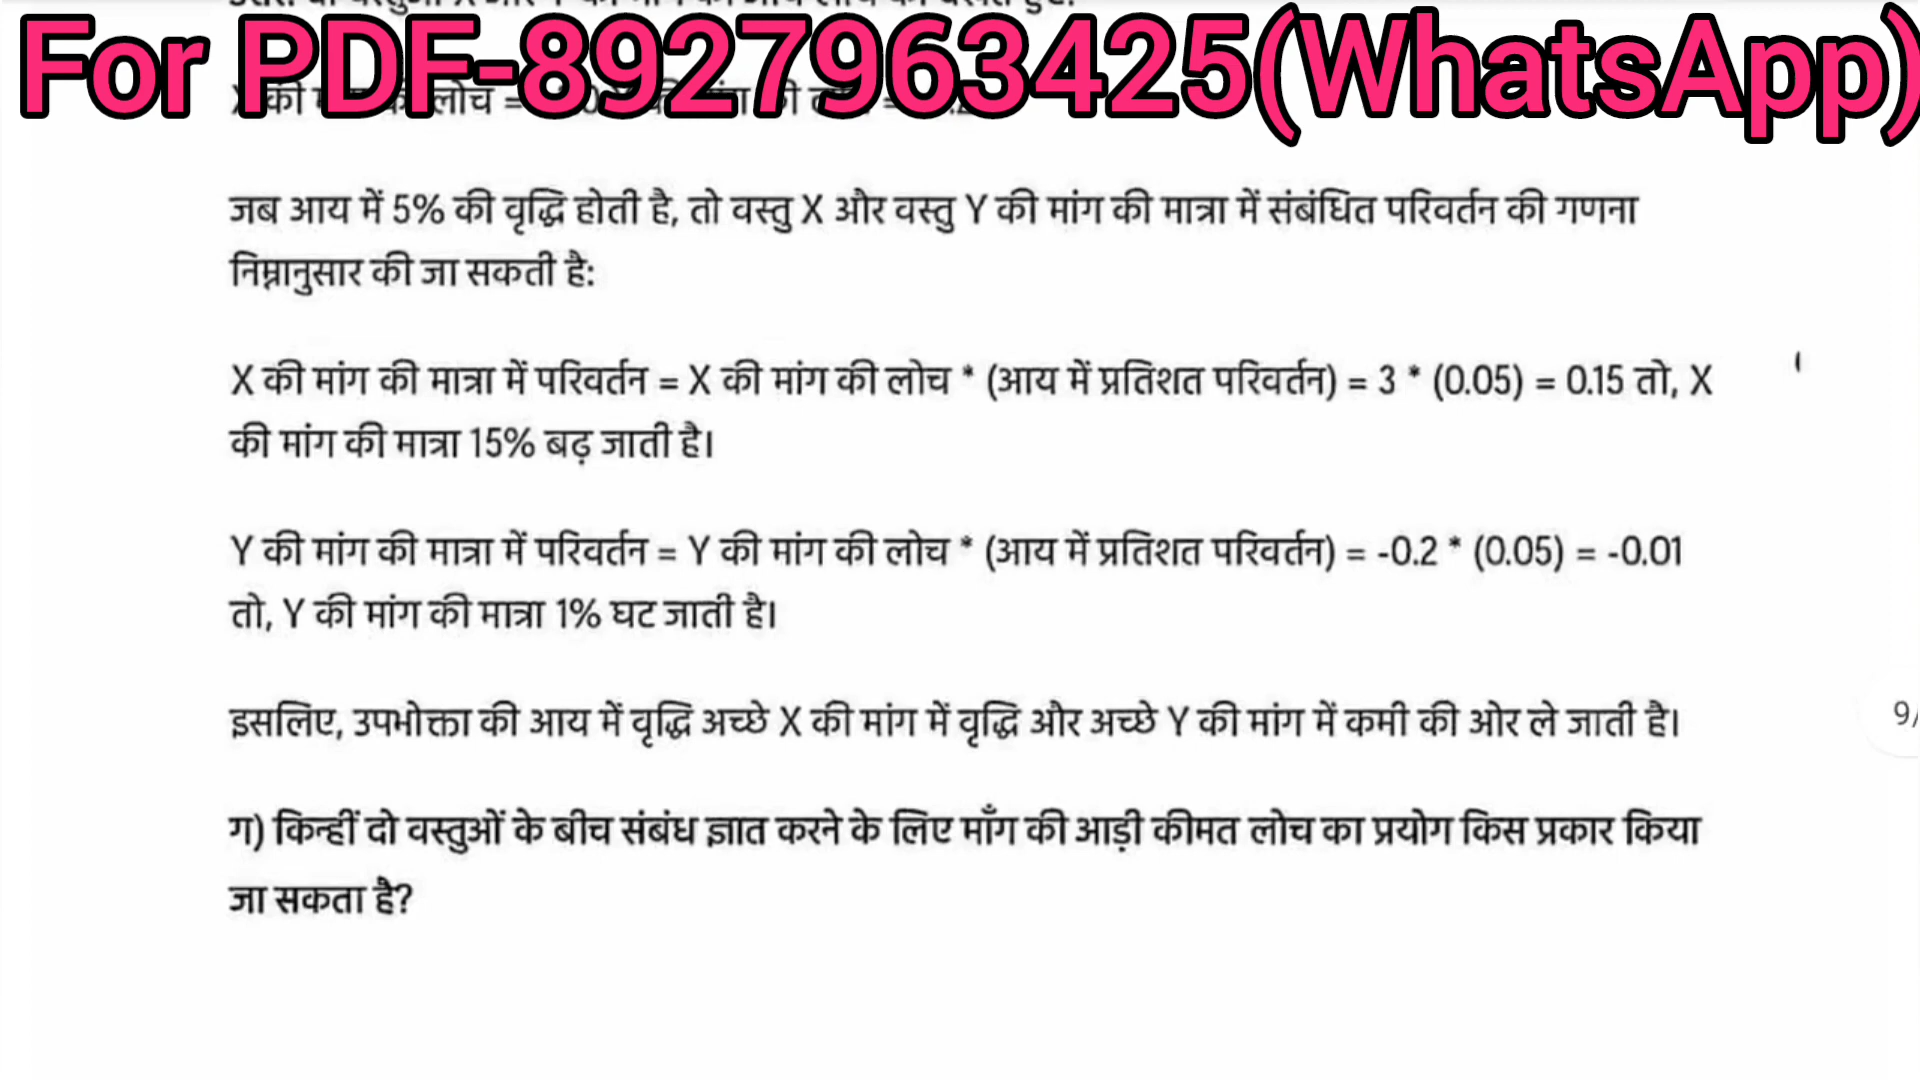 For PDF-8927963425(WhatsApp)
जब आय में 5% की वृद्धि होती है, तो वस्तु X और वस्तु Y की मांग की मात्रा में संबंधित परिवर्तन की गणना
निम्नानुसार की जा सकती है:
X की मांग की मात्रा में परिवर्तन = X की मांग की लोच * (आय में प्रतिशत परिवर्तन) = 3 * (0.05) = 0.15 तो, X
की मांग की मात्रा 15% बढ़ जाती है।
Y की मांग की मात्रा में परिवर्तन = Y की मांग की लोच * (आय में प्रतिशत परिवर्तन) = -0.2 * (0.05) = -0.01
तो, Y की मांग की मात्रा 1% घट जाती है।
इसलिए, उपभोक्ता की आय में वृद्धि अच्छे X की मांग में वृद्धि और अच्छे Y की मांग में कमी की ओर ले जाती है।
9/
ग) किन्हीं दो वस्तुओं के बीच संबंध ज्ञात करने के लिए माँग की आड़ी कीमत लोच का प्रयोग किस प्रकार किया
जा सकता है?